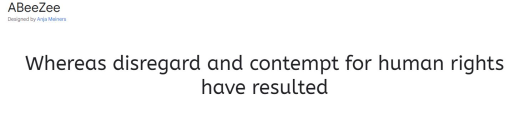 ABeeZee
Designed by Anja Meiners
Whereas disregard and contempt for human rights
have resulted